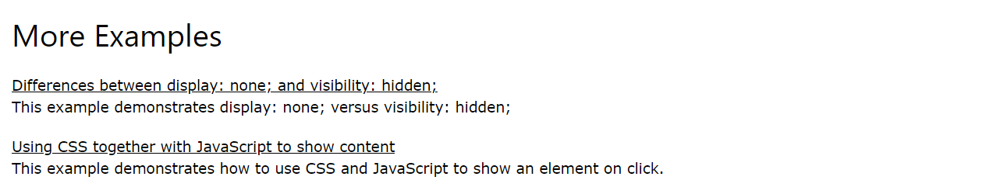 More Examples
Differences between display: none; and visibility: hidden;
This example demonstrates display: none; versus visibility: hidden;
Using CSS together with JavaScript to show content
This example demonstrates how to use CSS and JavaScript to show an element on click.